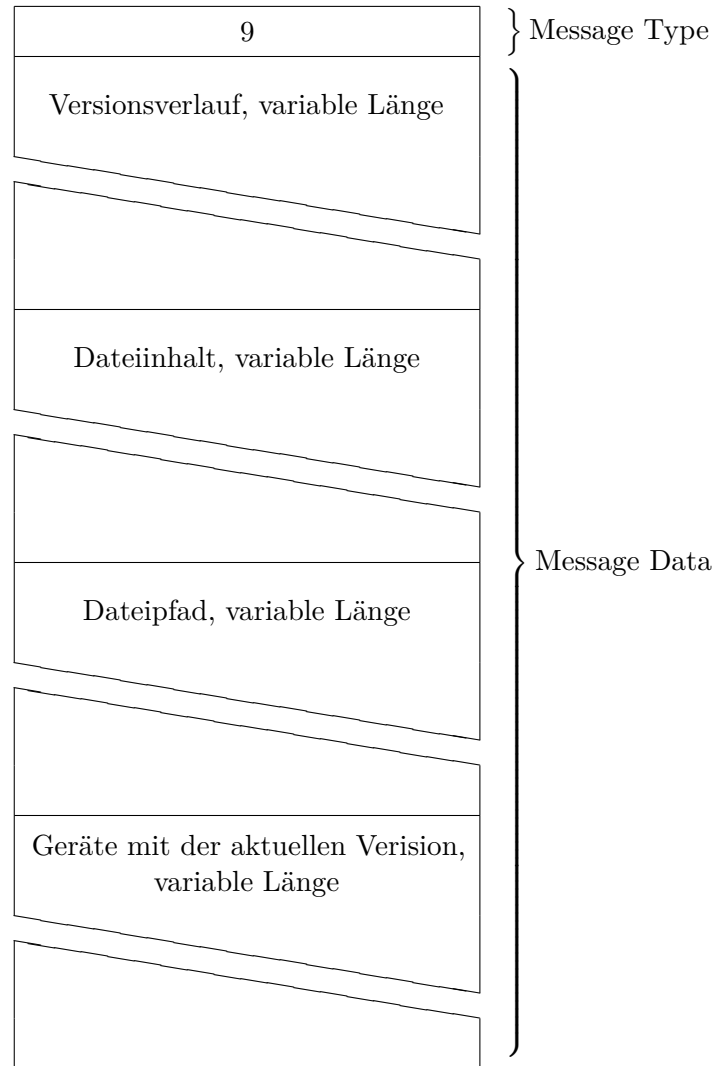 9
Message Type
Versionsverlauf, variable Länge
Dateiinhalt, variable Länge
Message Data
Dateipfad, variable Länge
Geräte mit der aktuellen Verision,
variable Länge